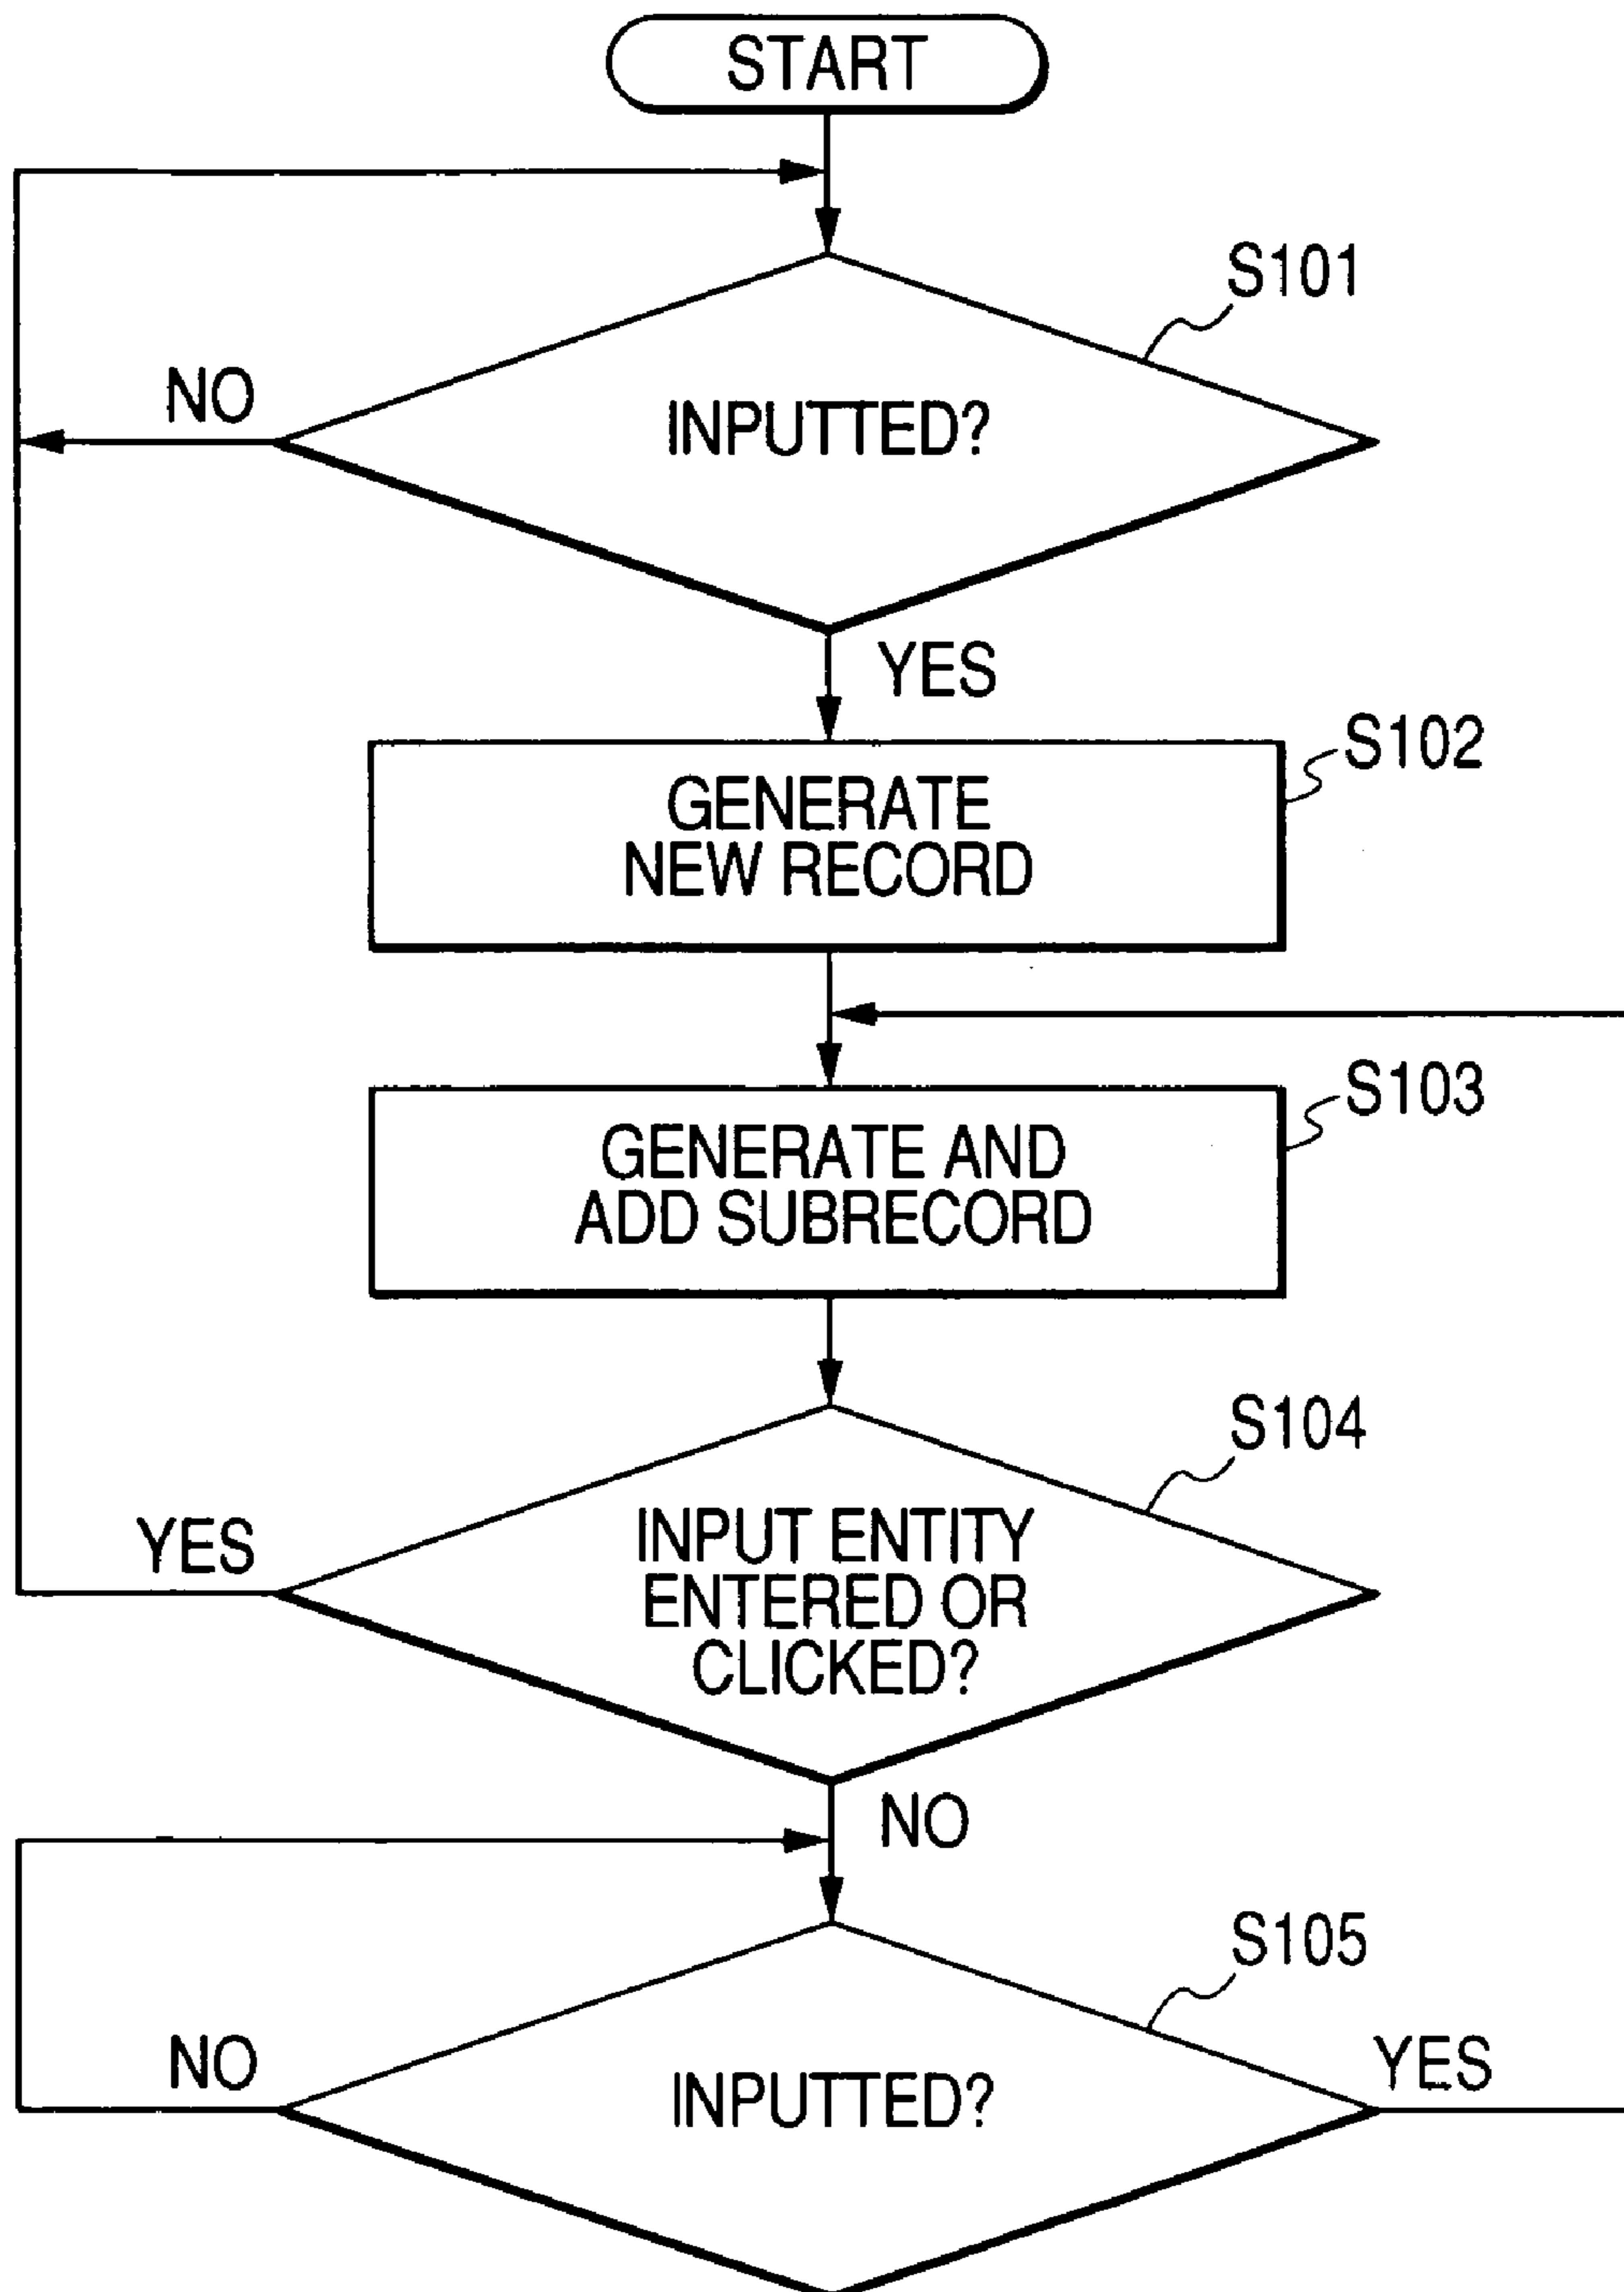 START
S101
NO
INPUTTED?
YES
S102
GENERATE
NEW RECORD
S103
GENERATE AND
ADD SUBRECORD
S104
YES
INPUT ENTITY
ENTERED OR
CLICKED?
NO
S105
NO
INPUTTED?
YES